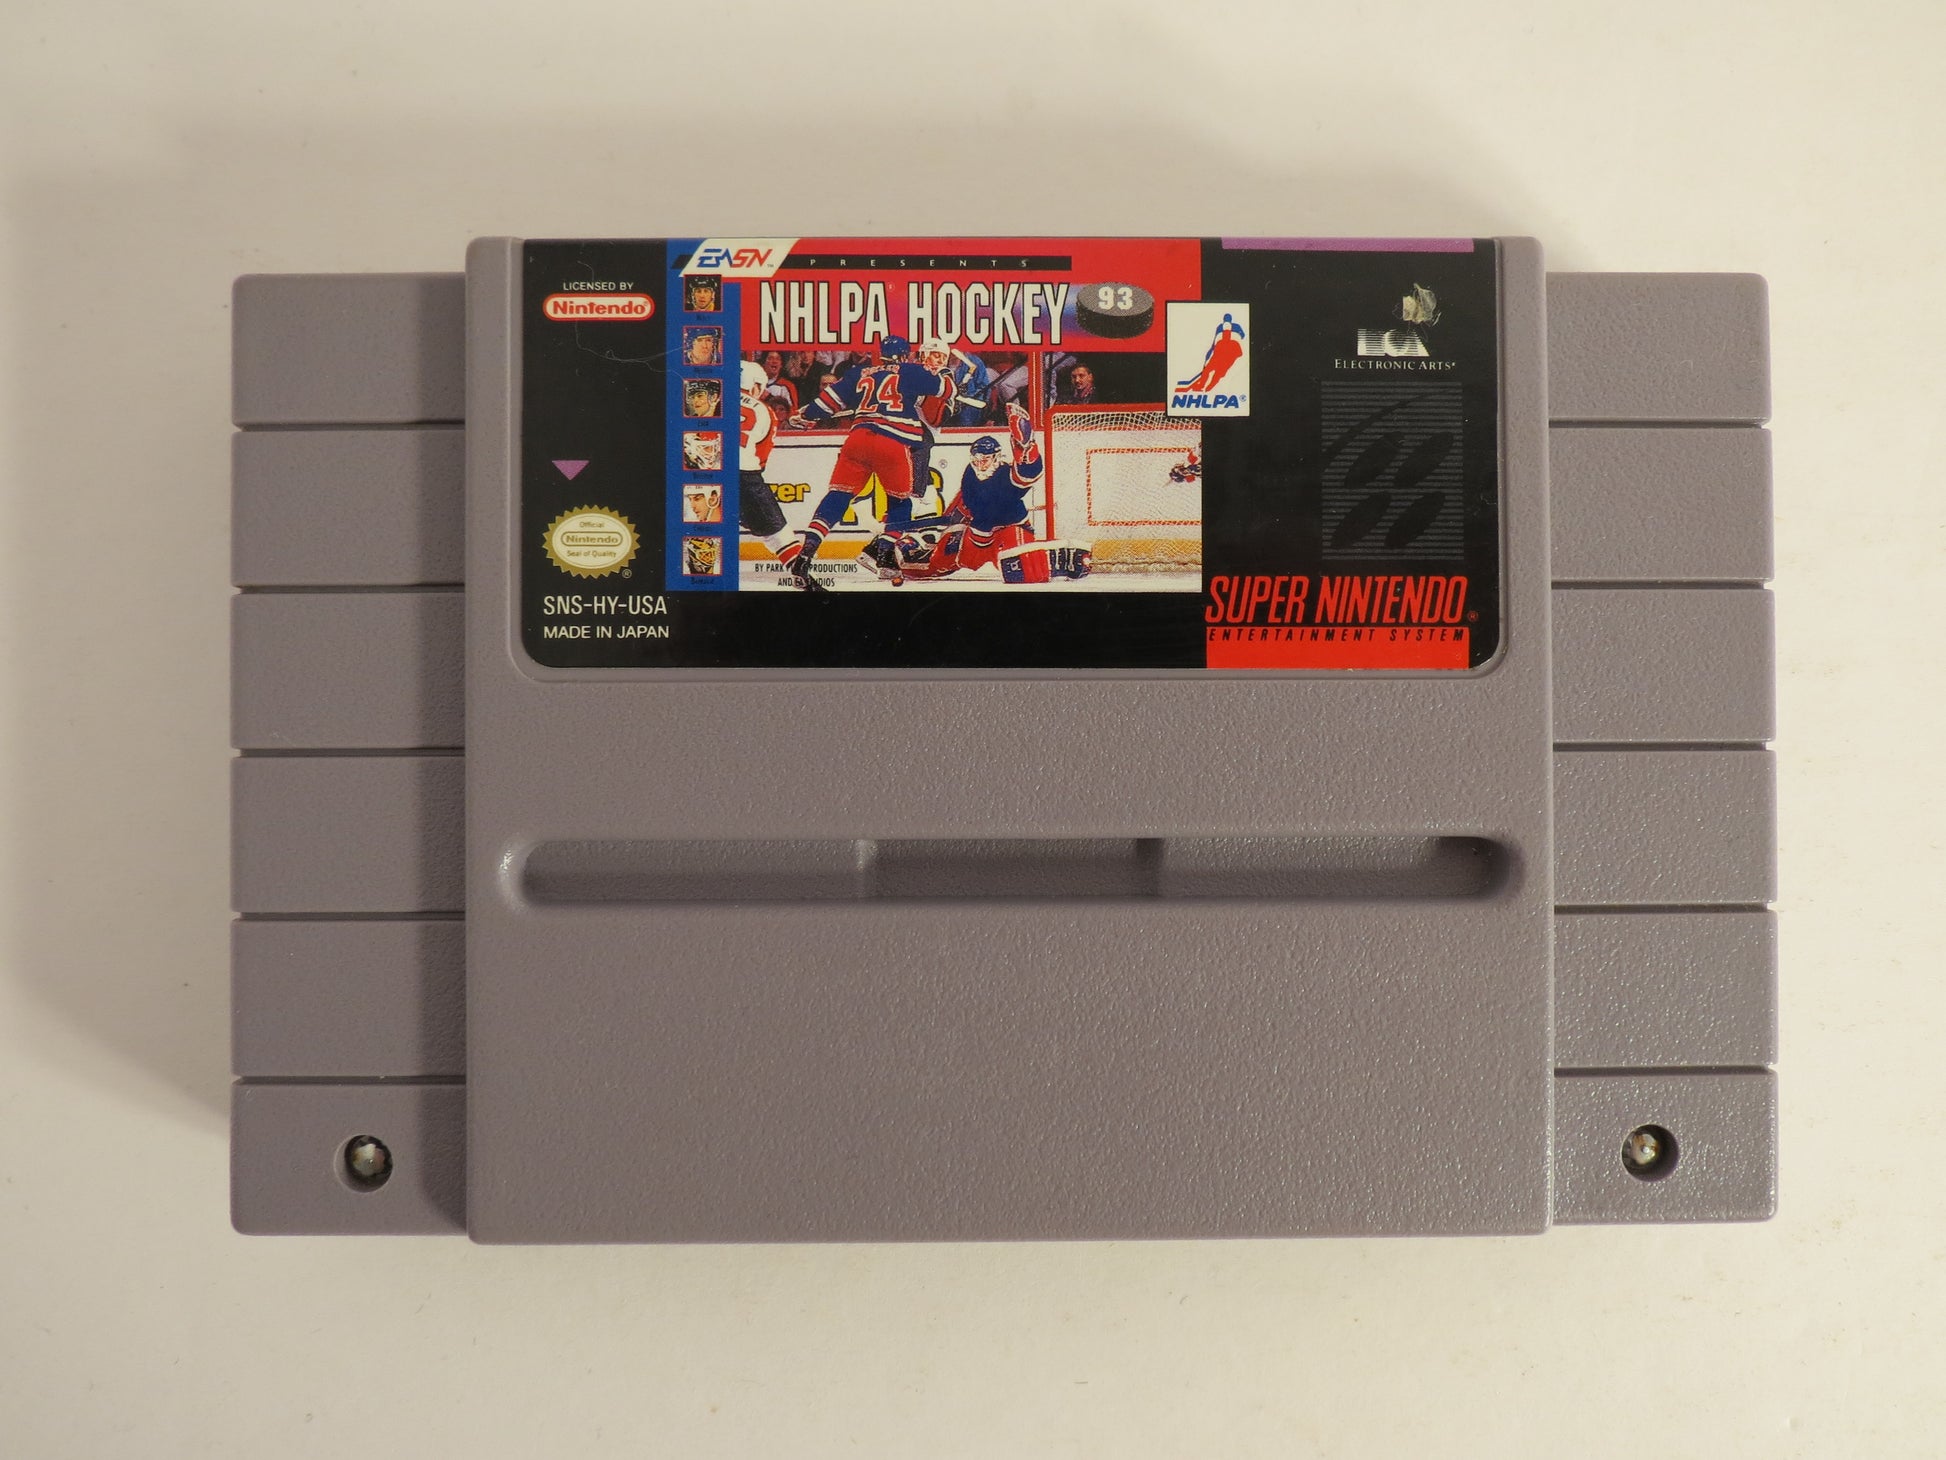 EASN™
PRESENTS
LICENSED BY
Nintendo®
NHLPA® HOCKEY
93
NHLPA®
ELECTRONIC ARTS®
24
Official
Nintendo
Seal of Quality
®
SNS-HY-USA
MADE IN JAPAN
SUPER NINTENDO®
ENTERTAINMENT SYSTEM